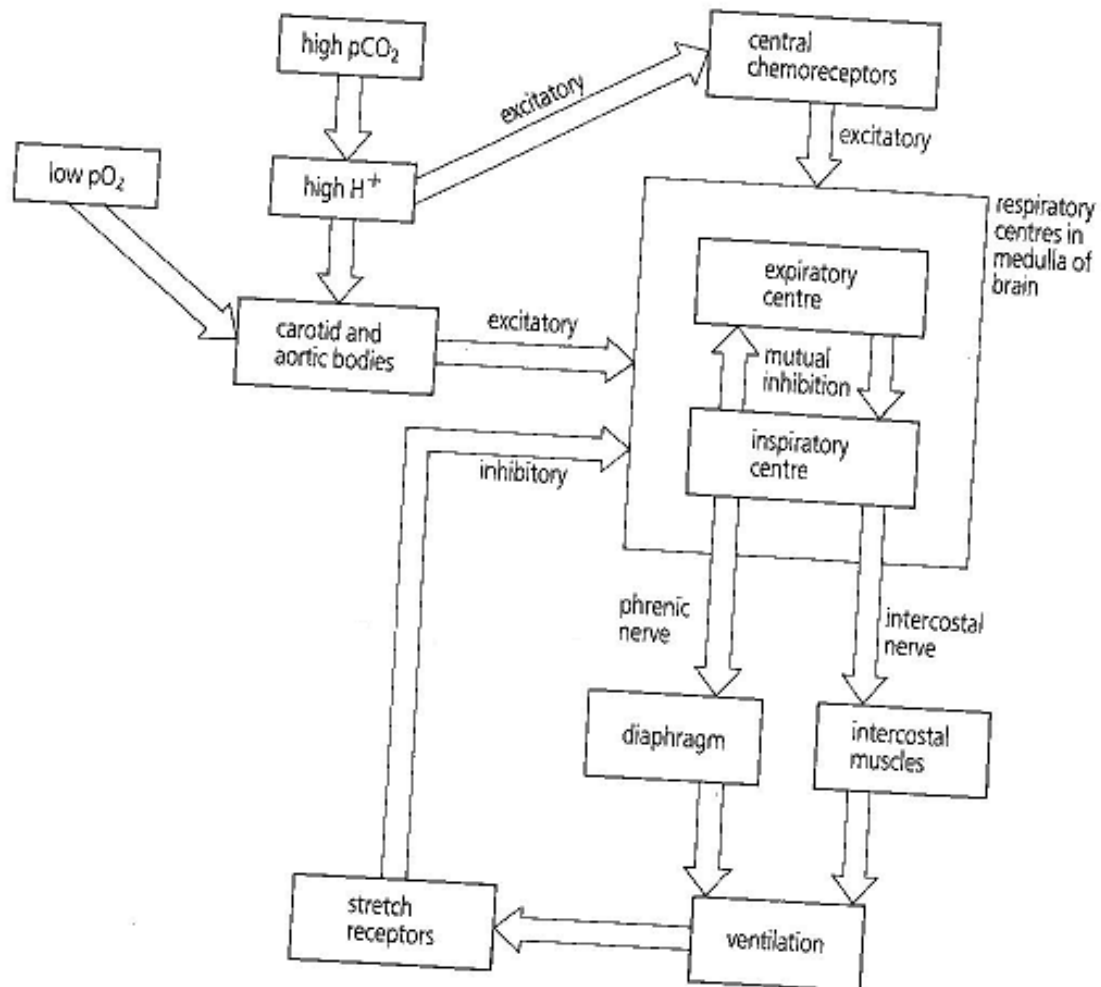 high pCO₂
central
chemoreceptors
excitatory
excitatory
low pO₂
high H⁺
respiratory
centres in
medulla of
brain
expiratory
centre
carotid and
aortic bodies
excitatory
mutual
inhibition
inspiratory
centre
inhibitory
phrenic
nerve
intercostal
nerve
diaphragm
intercostal
muscles
stretch
receptors
ventilation